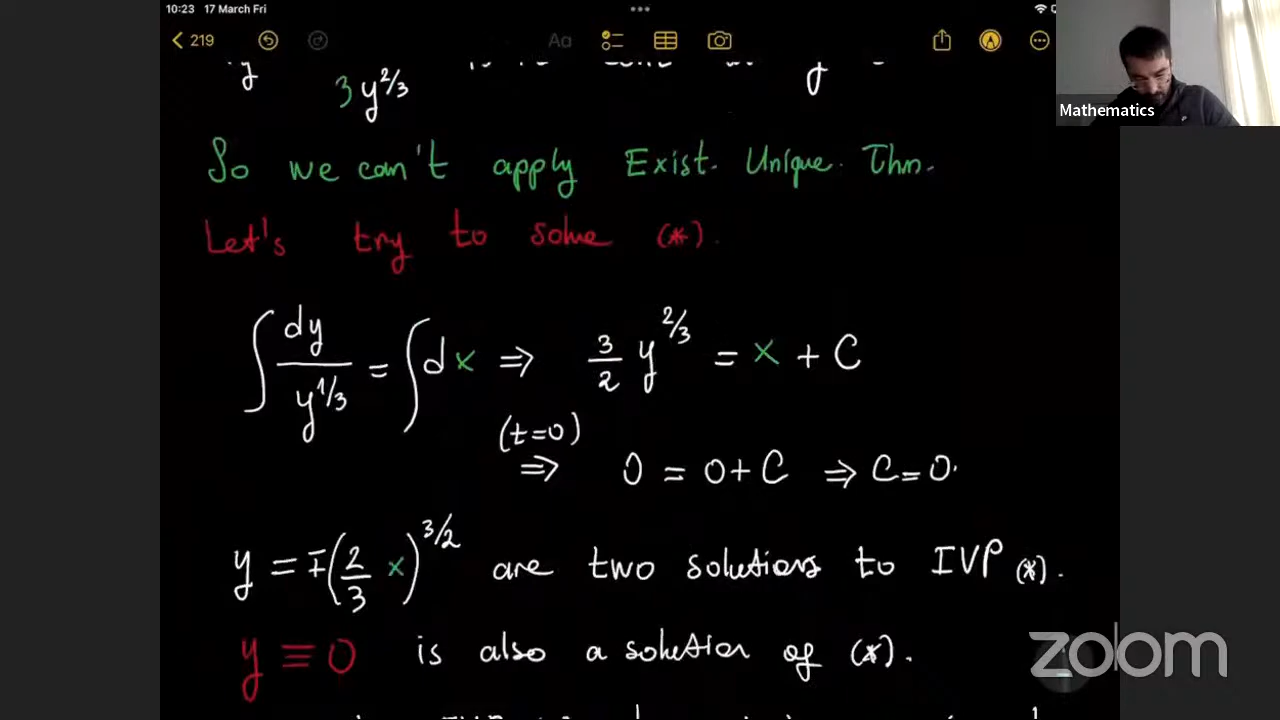 10:23 17 March Fri
219
Aa
Mathematics
3 y^{2/3}
So we can't apply Exist. Unique. Thm.
Let's try to solve (*).
∫ dy / y^{1/3} = ∫ dx ⇒ 3/2 y^{2/3} = x + C
(t=0)
⇒ 0 = 0 + C ⇒ C = 0.
y = ∓(2/3 x)^{3/2} are two solutions to IVP (*).
y ≡ 0 is also a solution of (*).
zoom